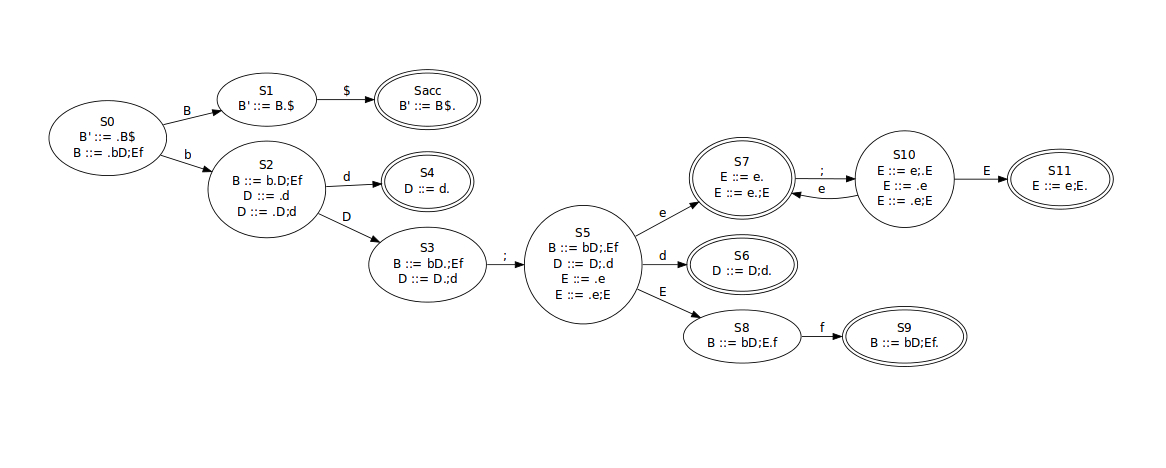 S0
B' ::= .B$
B ::= .bD;Ef
B
b
S1
B' ::= B.$
$
Sacc
B' ::= B$.
S2
B ::= b.D;Ef
D ::= .d
D ::= .D;d
d
D
S4
D ::= d.
S3
B ::= bD.;Ef
D ::= D.;d
;
S5
B ::= bD;.Ef
D ::= D;.d
E ::= .e
E ::= .e;E
e
d
E
S7
E ::= e.
E ::= e.;E
;
e
S10
E ::= e;.E
E ::= .e
E ::= .e;E
E
S11
E ::= e;E.
S6
D ::= D;d.
S8
B ::= bD;E.f
f
S9
B ::= bD;Ef.